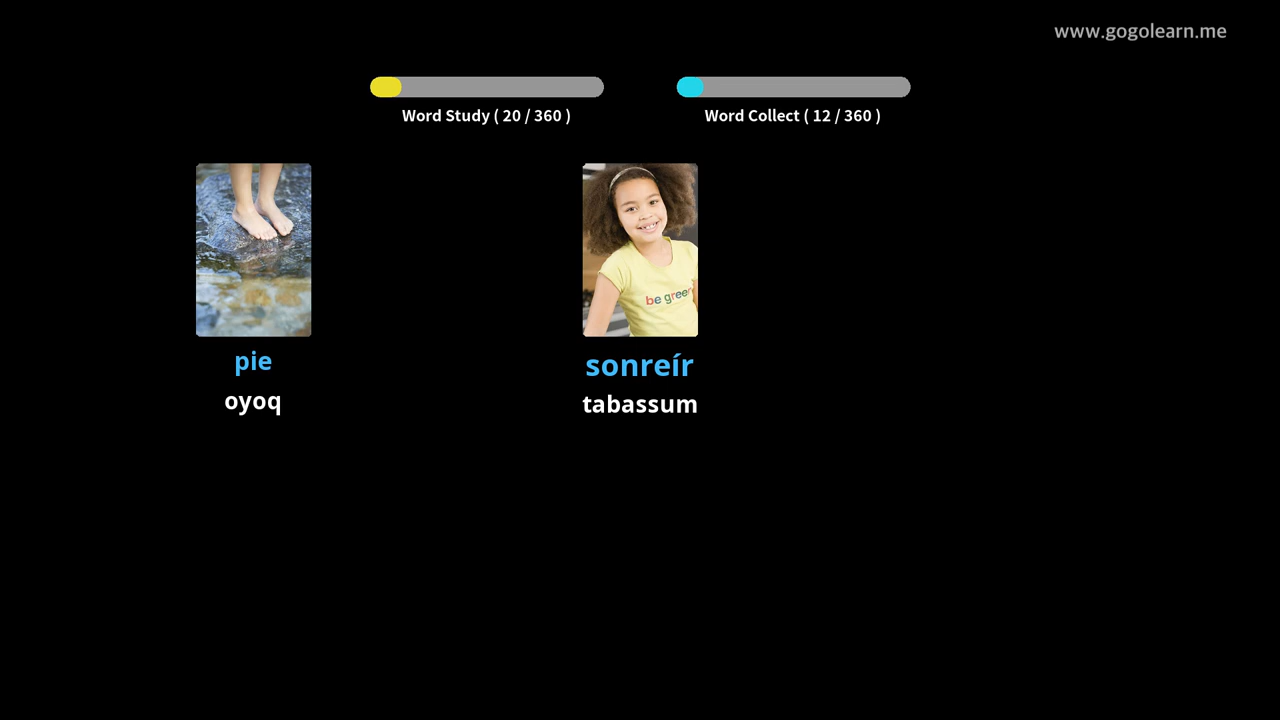 www.gogolearn.me
Word Study ( 20 / 360 )
Word Collect ( 12 / 360 )
be green
pie
oyoq
sonreír
tabassum